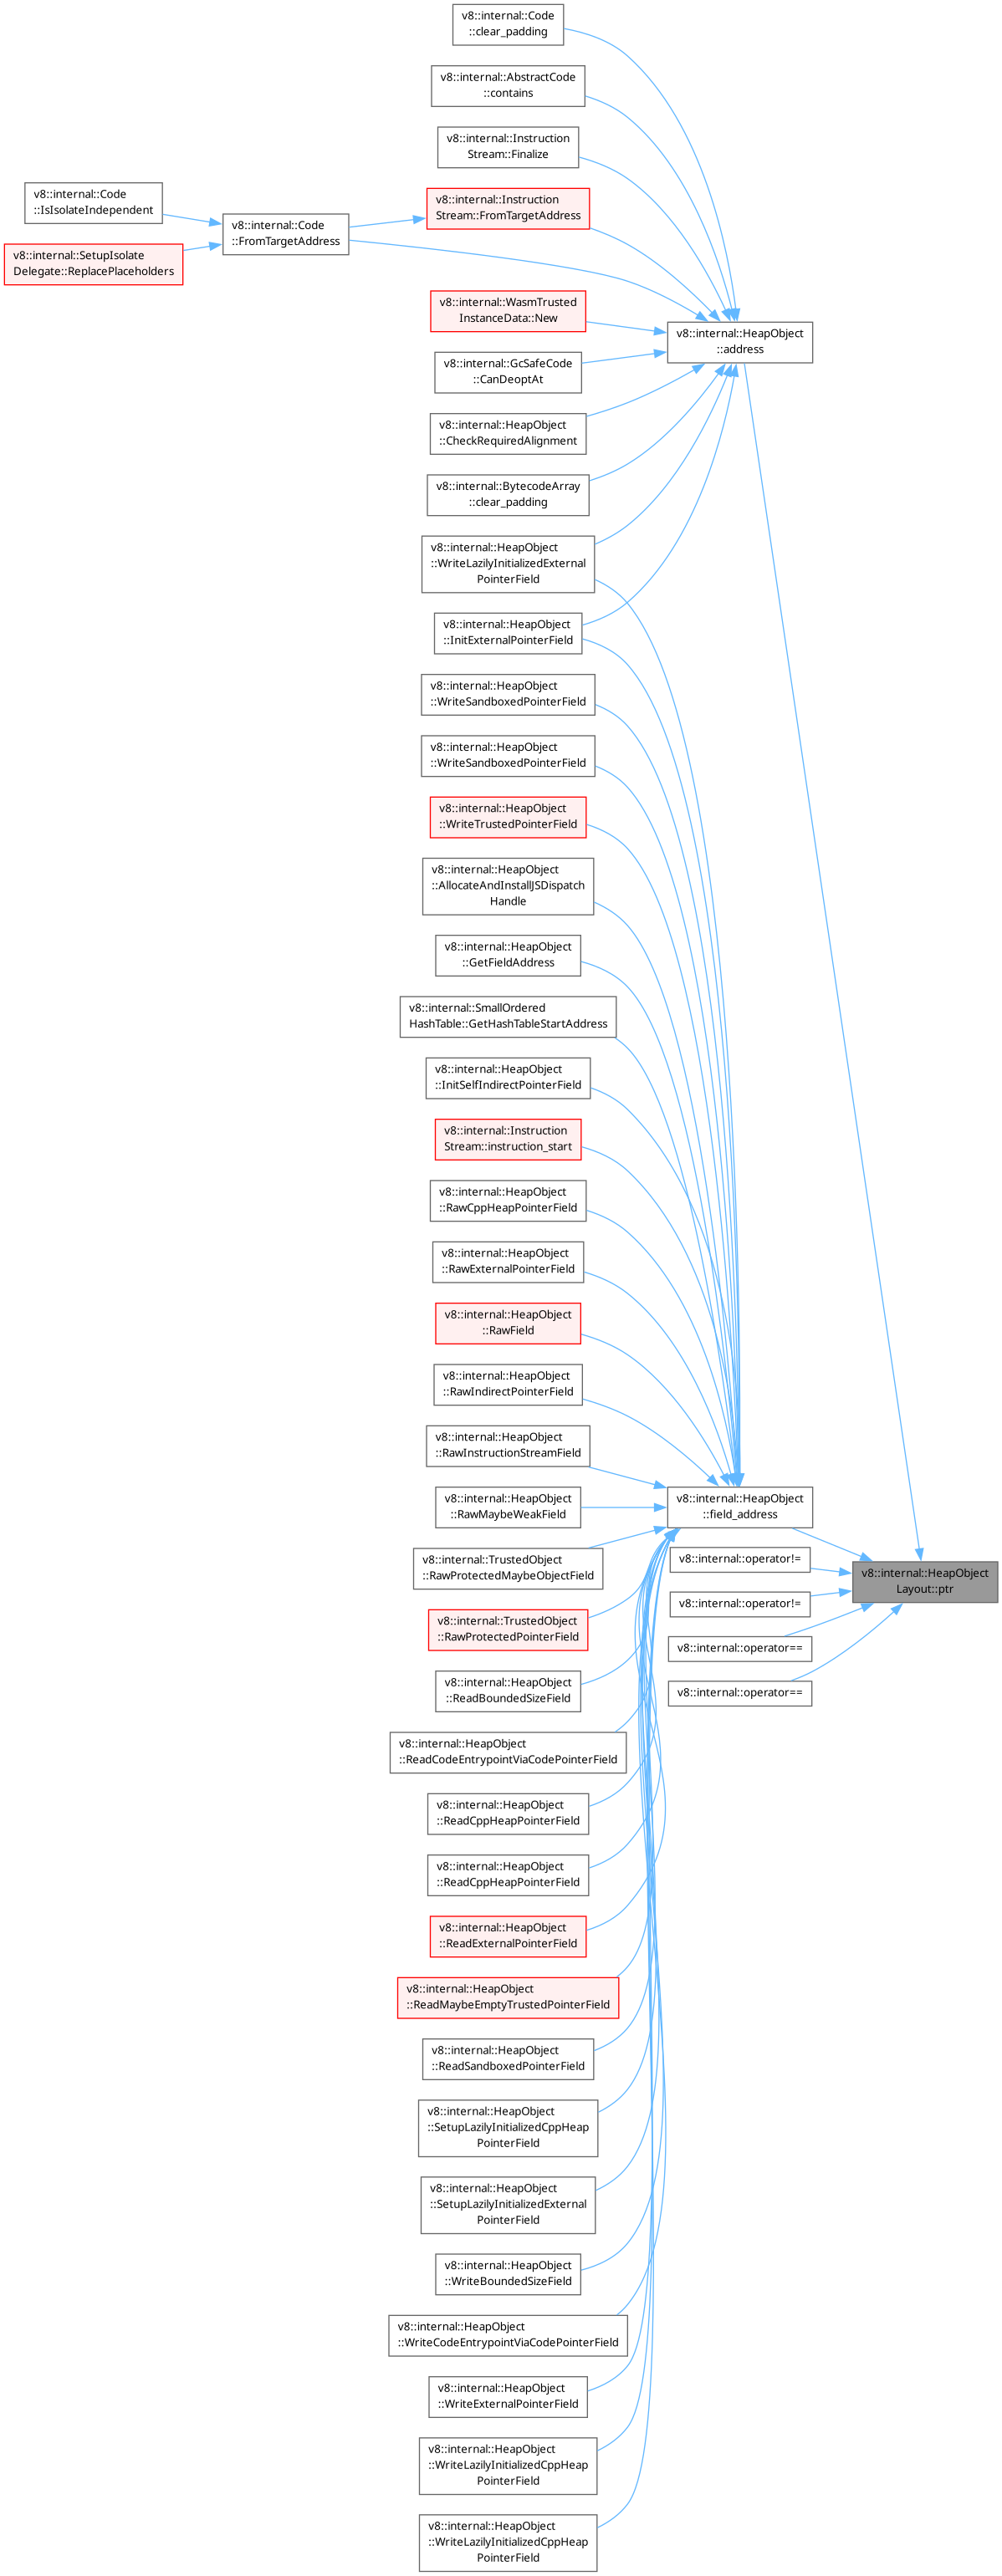 v8::internal::Code
::clear_padding
v8::internal::AbstractCode
::contains
v8::internal::Instruction
Stream::Finalize
v8::internal::Code
::IsIsolateIndependent
v8::internal::SetupIsolate
Delegate::ReplacePlaceholders
v8::internal::Code
::FromTargetAddress
v8::internal::Instruction
Stream::FromTargetAddress
v8::internal::WasmTrusted
InstanceData::New
v8::internal::HeapObject
::address
v8::internal::GcSafeCode
::CanDeoptAt
v8::internal::HeapObject
::CheckRequiredAlignment
v8::internal::BytecodeArray
::clear_padding
v8::internal::HeapObject
::WriteLazilyInitializedExternal
PointerField
v8::internal::HeapObject
::InitExternalPointerField
v8::internal::HeapObject
::WriteSandboxedPointerField
v8::internal::HeapObject
::WriteSandboxedPointerField
v8::internal::HeapObject
::WriteTrustedPointerField
v8::internal::HeapObject
::AllocateAndInstallJSDispatch
Handle
v8::internal::HeapObject
::GetFieldAddress
v8::internal::SmallOrdered
HashTable::GetHashTableStartAddress
v8::internal::HeapObject
::InitSelfIndirectPointerField
v8::internal::Instruction
Stream::instruction_start
v8::internal::HeapObject
::RawCppHeapPointerField
v8::internal::HeapObject
::RawExternalPointerField
v8::internal::HeapObject
::RawField
v8::internal::HeapObject
::RawIndirectPointerField
v8::internal::HeapObject
::RawInstructionStreamField
v8::internal::HeapObject
::RawMaybeWeakField
v8::internal::HeapObject
::field_address
v8::internal::TrustedObject
::RawProtectedMaybeObjectField
v8::internal::operator!=
v8::internal::HeapObject
Layout::ptr
v8::internal::operator!=
v8::internal::TrustedObject
::RawProtectedPointerField
v8::internal::operator==
v8::internal::HeapObject
::ReadBoundedSizeField
v8::internal::operator==
v8::internal::HeapObject
::ReadCodeEntrypointViaCodePointerField
v8::internal::HeapObject
::ReadCppHeapPointerField
v8::internal::HeapObject
::ReadCppHeapPointerField
v8::internal::HeapObject
::ReadExternalPointerField
v8::internal::HeapObject
::ReadMaybeEmptyTrustedPointerField
v8::internal::HeapObject
::ReadSandboxedPointerField
v8::internal::HeapObject
::SetupLazilyInitializedCppHeap
PointerField
v8::internal::HeapObject
::SetupLazilyInitializedExternal
PointerField
v8::internal::HeapObject
::WriteBoundedSizeField
v8::internal::HeapObject
::WriteCodeEntrypointViaCodePointerField
v8::internal::HeapObject
::WriteExternalPointerField
v8::internal::HeapObject
::WriteLazilyInitializedCppHeap
PointerField
v8::internal::HeapObject
::WriteLazilyInitializedCppHeap
PointerField